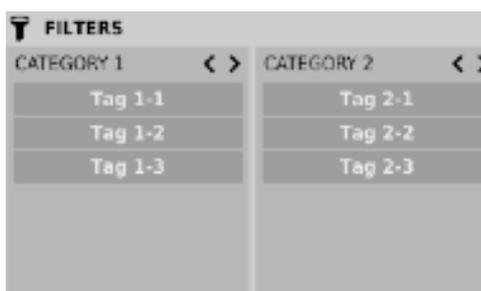 FILTERS
CATEGORY 1 < >
Tag 1-1
Tag 1-2
Tag 1-3
CATEGORY 2 < >
Tag 2-1
Tag 2-2
Tag 2-3